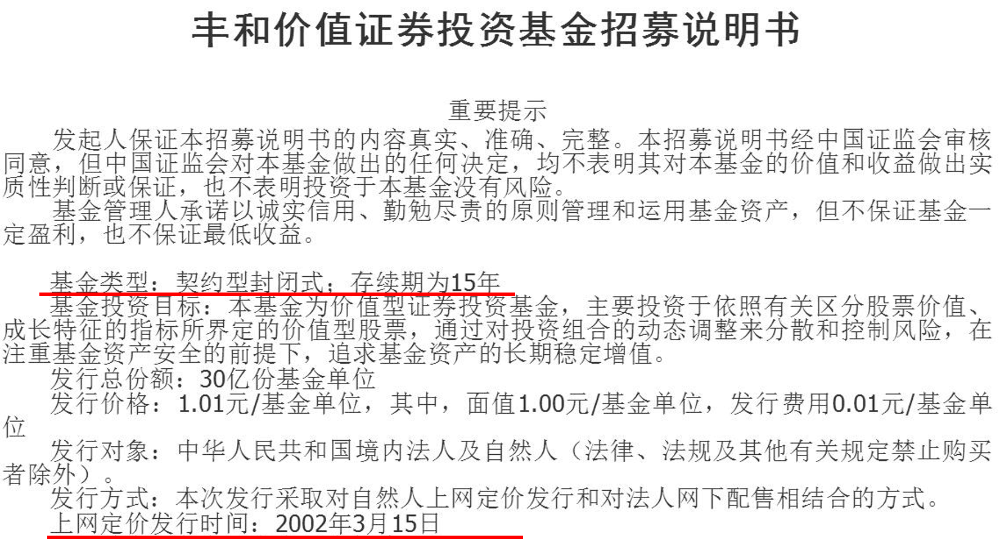 丰和价值证券投资基金招募说明书
重要提示
发起人保证本招募说明书的内容真实、准确、完整。本招募说明书经中国证监会审核
同意，但中国证监会对本基金做出的任何决定，均不表明其对本基金的价值和收益做出实
质性判断或保证，也不表明投资于本基金没有风险。
基金管理人承诺以诚实信用、勤勉尽责的原则管理和运用基金资产，但不保证基金一
定盈利，也不保证最低收益。
基金类型：契约型封闭式；存续期为15年
基金投资目标：本基金为价值型证券投资基金，主要投资于依照有关区分股票价值、
成长特征的指标所界定的价值型股票，通过对投资组合的动态调整来分散和控制风险，在
注重基金资产安全的前提下，追求基金资产的长期稳定增值。
发行总份额：30亿份基金单位
发行价格：1.01元/基金单位，其中，面值1.00元/基金单位，发行费用0.01元/基金单
位
发行对象：中华人民共和国境内法人及自然人（法律、法规及其他有关规定禁止购买
者除外）。
发行方式：本次发行采取对自然人上网定价发行和对法人网下配售相结合的方式。
上网定价发行时间：2002年3月15日